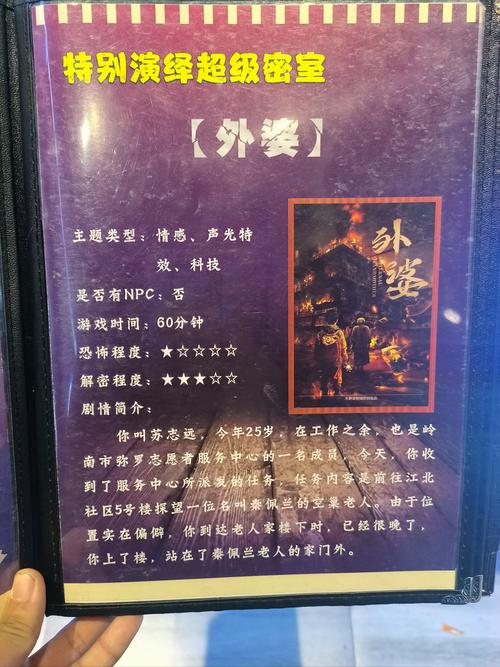 特别演绎超级密室
【外婆】
主题类型：情感、声光特
效、科技
是否有NPC：否
游戏时间：60分钟
恐怖程度：★☆☆☆☆
解密程度：★★★☆☆
剧情简介：
外婆
你叫苏志远，今年25岁，在工作之余，也是岭
南市弥罗志愿者服务中心的一名成员，今天，你收
到了服务中心所派发的任务，任务内容是前往江北
社区5号楼探望一位名叫秦佩兰的空巢老人。由于位
置实在偏僻，你到达老人家楼下时，已经很晚了，
你上了楼，站在了秦佩兰老人的家门外。